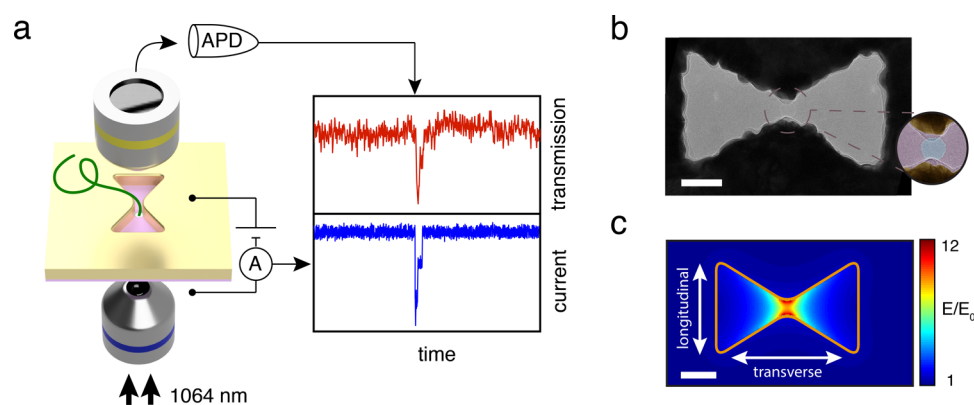 a
APD
transmission
current
time
A
1064 nm
b
c
longitudinal
transverse
12
E/E0
1